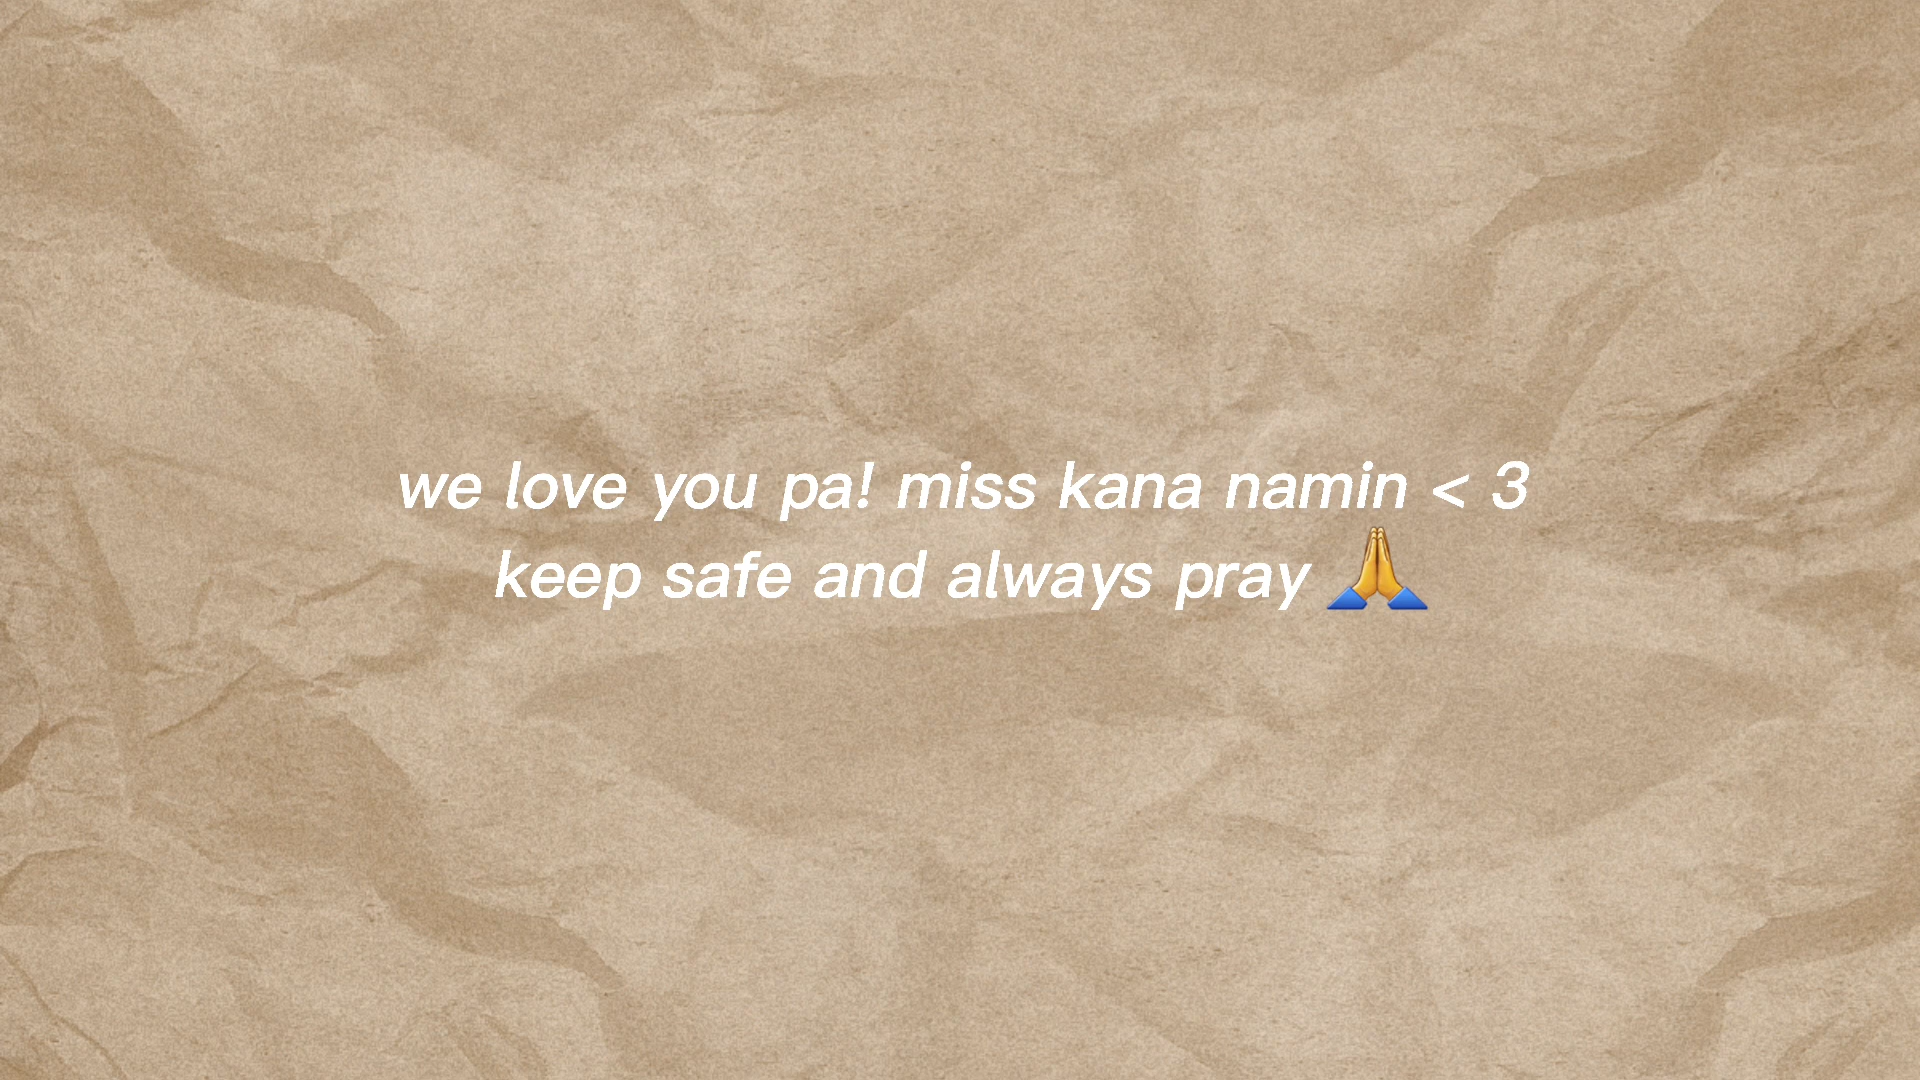 we love you pa! miss kana namin < 3
keep safe and always pray 🙏